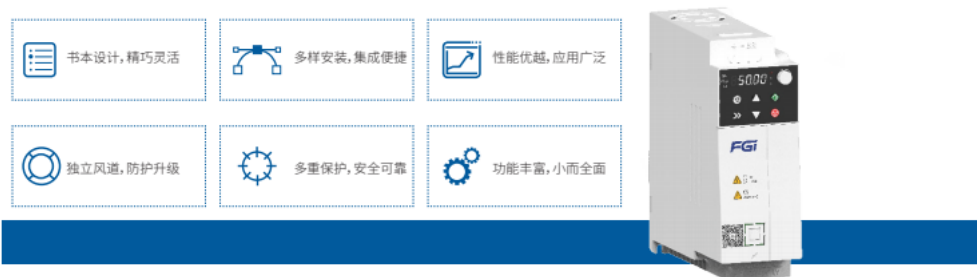 书本设计,精巧灵活
多样安装,集成便捷
性能优越,应用广泛
50.00
FGI
独立风道,防护升级
多重保护,安全可靠
功能丰富,小而全面